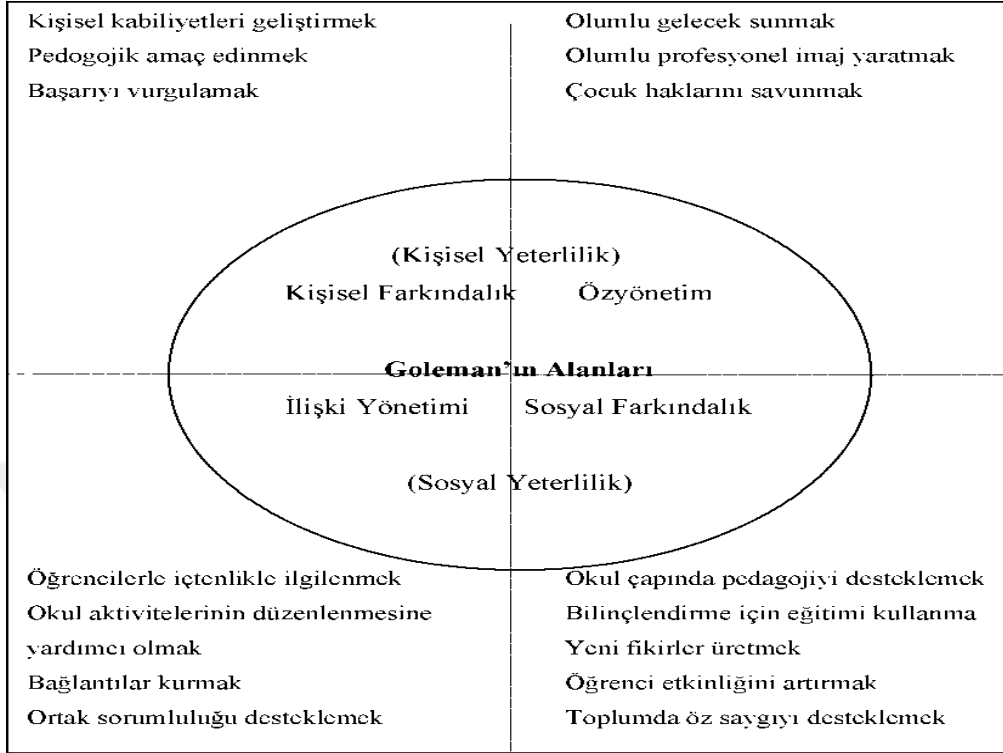 Kişisel kabiliyetleri geliştirmek
Pedogojik amaç edinmek
Başarıyı vurgulamak
Olumlu gelecek sunmak
Olumlu profesyonel imaj yaratmak
Çocuk haklarını savunmak
(Kişisel Yeterlilik)
Kişisel Farkındalık Özyönetim
Goleman'ın Alanları
İlişki Yönetimi Sosyal Farkındalık
(Sosyal Yeterlilik)
Öğrencilerle içtenlikle ilgilenmek
Okul aktivitelerinin düzenlenmesine
yardımcı olmak
Bağlantılar kurmak
Ortak sorumluluğu desteklemek
Okul çapında pedagojiyi desteklemek
Bilinçlendirme için eğitimi kullanma
Yeni fikirler üretmek
Öğrenci etkinliğini artırmak
Toplumda öz saygıyı desteklemek